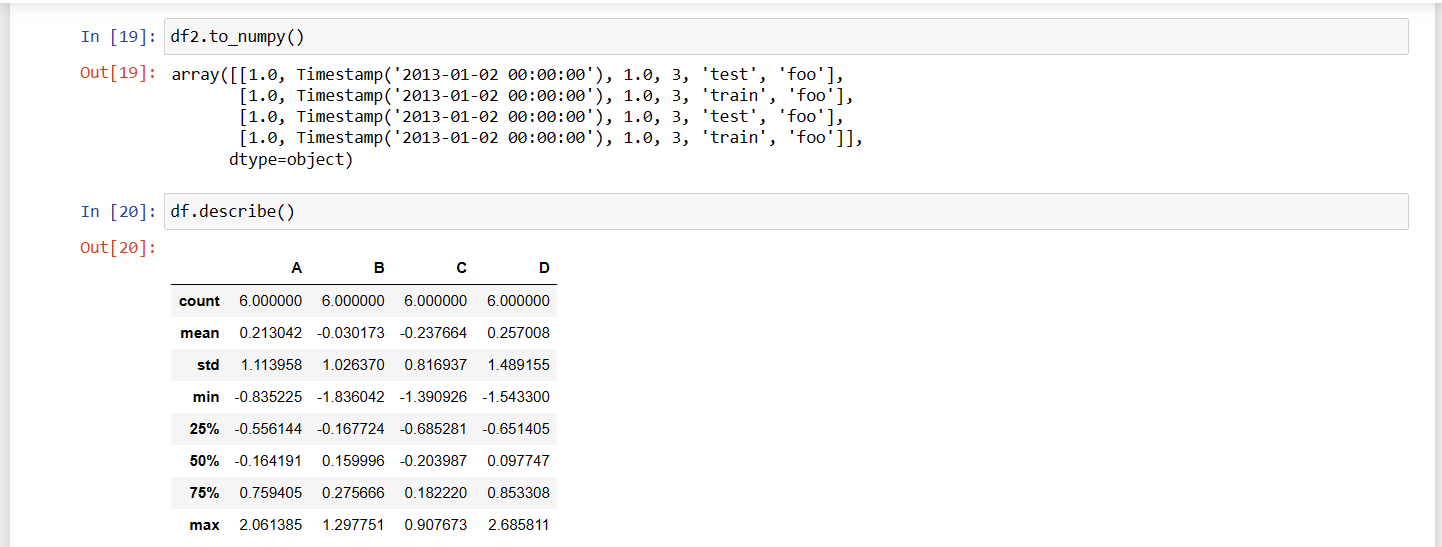 In [19]: df2.to_numpy()
Out[19]: array([[1.0, Timestamp('2013-01-02 00:00:00'), 1.0, 3, 'test', 'foo'],
[1.0, Timestamp('2013-01-02 00:00:00'), 1.0, 3, 'train', 'foo'],
[1.0, Timestamp('2013-01-02 00:00:00'), 1.0, 3, 'test', 'foo'],
[1.0, Timestamp('2013-01-02 00:00:00'), 1.0, 3, 'train', 'foo']],
dtype=object)
In [20]: df.describe()
Out[20]:
A B C D
count 6.000000 6.000000 6.000000 6.000000
mean 0.213042 -0.030173 -0.237664 0.257008
std 1.113958 1.026370 0.816937 1.489155
min -0.835225 -1.836042 -1.390926 -1.543300
25% -0.556144 -0.167724 -0.685281 -0.651405
50% -0.164191 0.159996 -0.203987 0.097747
75% 0.759405 0.275666 0.182220 0.853308
max 2.061385 1.297751 0.907673 2.685811